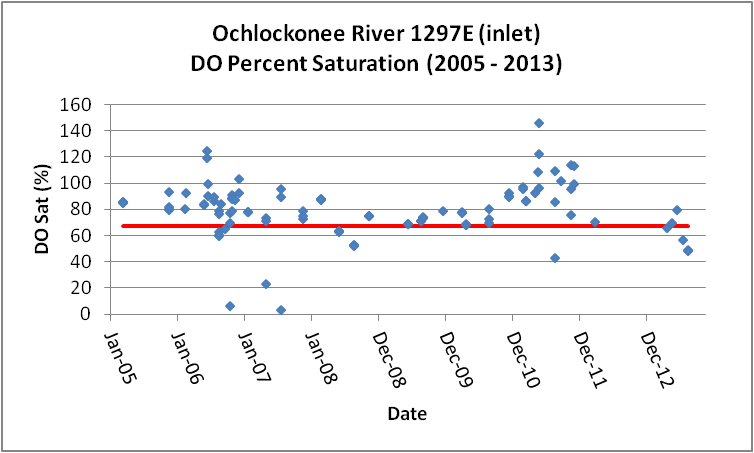 Ochlockonee River 1297E (inlet)
DO Percent Saturation (2005 - 2013)
DO Sat (%)
160
140
120
100
80
60
40
20
0
Jan-05
Jan-06
Jan-07
Jan-08
Dec-08
Dec-09
Dec-10
Dec-11
Dec-12
Date